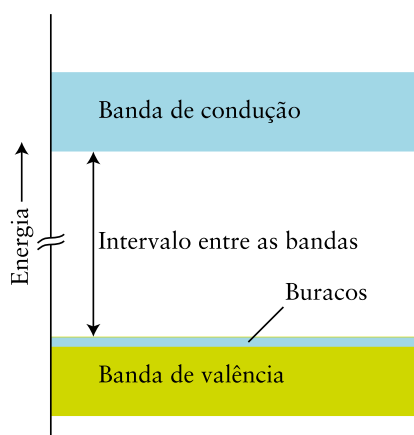 Banda de condução
Energia
Intervalo entre as bandas
Buracos
Banda de valência